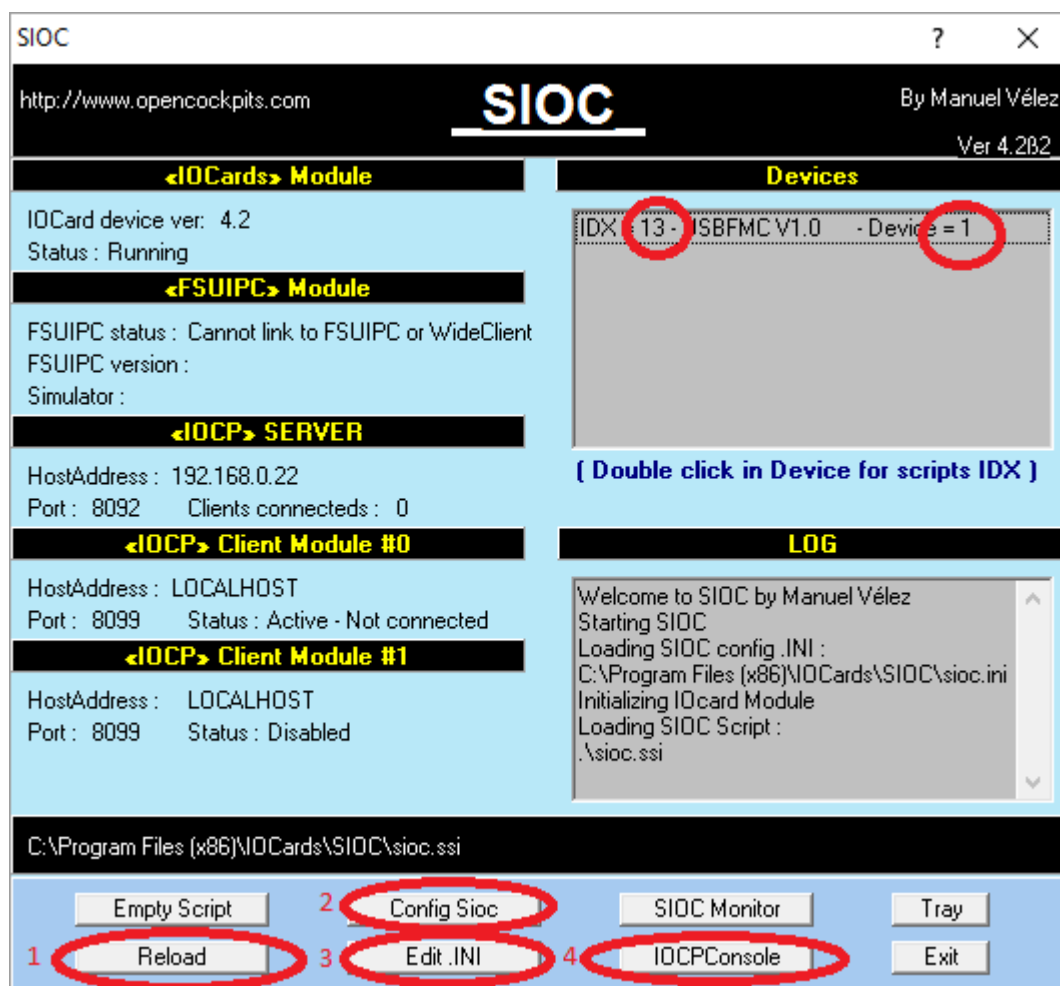 SIOC
?
http://www.opencockpits.com
SIOC
By Manuel Vélez
Ver 4.2ß2
«IOCards» Module
IOCard device ver: 4.2
Status : Running
«FSUIPC» Module
FSUIPC status : Cannot link to FSUIPC or WideClient
FSUIPC version :
Simulator :
«IOCP» SERVER
HostAddress : 192.168.0.22
Port : 8092 Clients connecteds : 0
«IOCP» Client Module #0
HostAddress : LOCALHOST
Port : 8099 Status : Active - Not connected
«IOCP» Client Module #1
HostAddress : LOCALHOST
Port : 8099 Status : Disabled
Devices
IDX = 13 - USBFMC V1.0 - Device = 1
( Double click in Device for scripts IDX )
LOG
Welcome to SIOC by Manuel Vélez
Starting SIOC
Loading SIOC config .INI :
C:\Program Files (x86)\IOCards\SIOC\sioc.ini
Initializing IOcard Module
Loading SIOC Script :
.\sioc.ssi
C:\Program Files (x86)\IOCards\SIOC\sioc.ssi
Empty Script 2 Config Sioc SIOC Monitor Tray
1 Reload 3 Edit .INI 4 IOCPConsole Exit